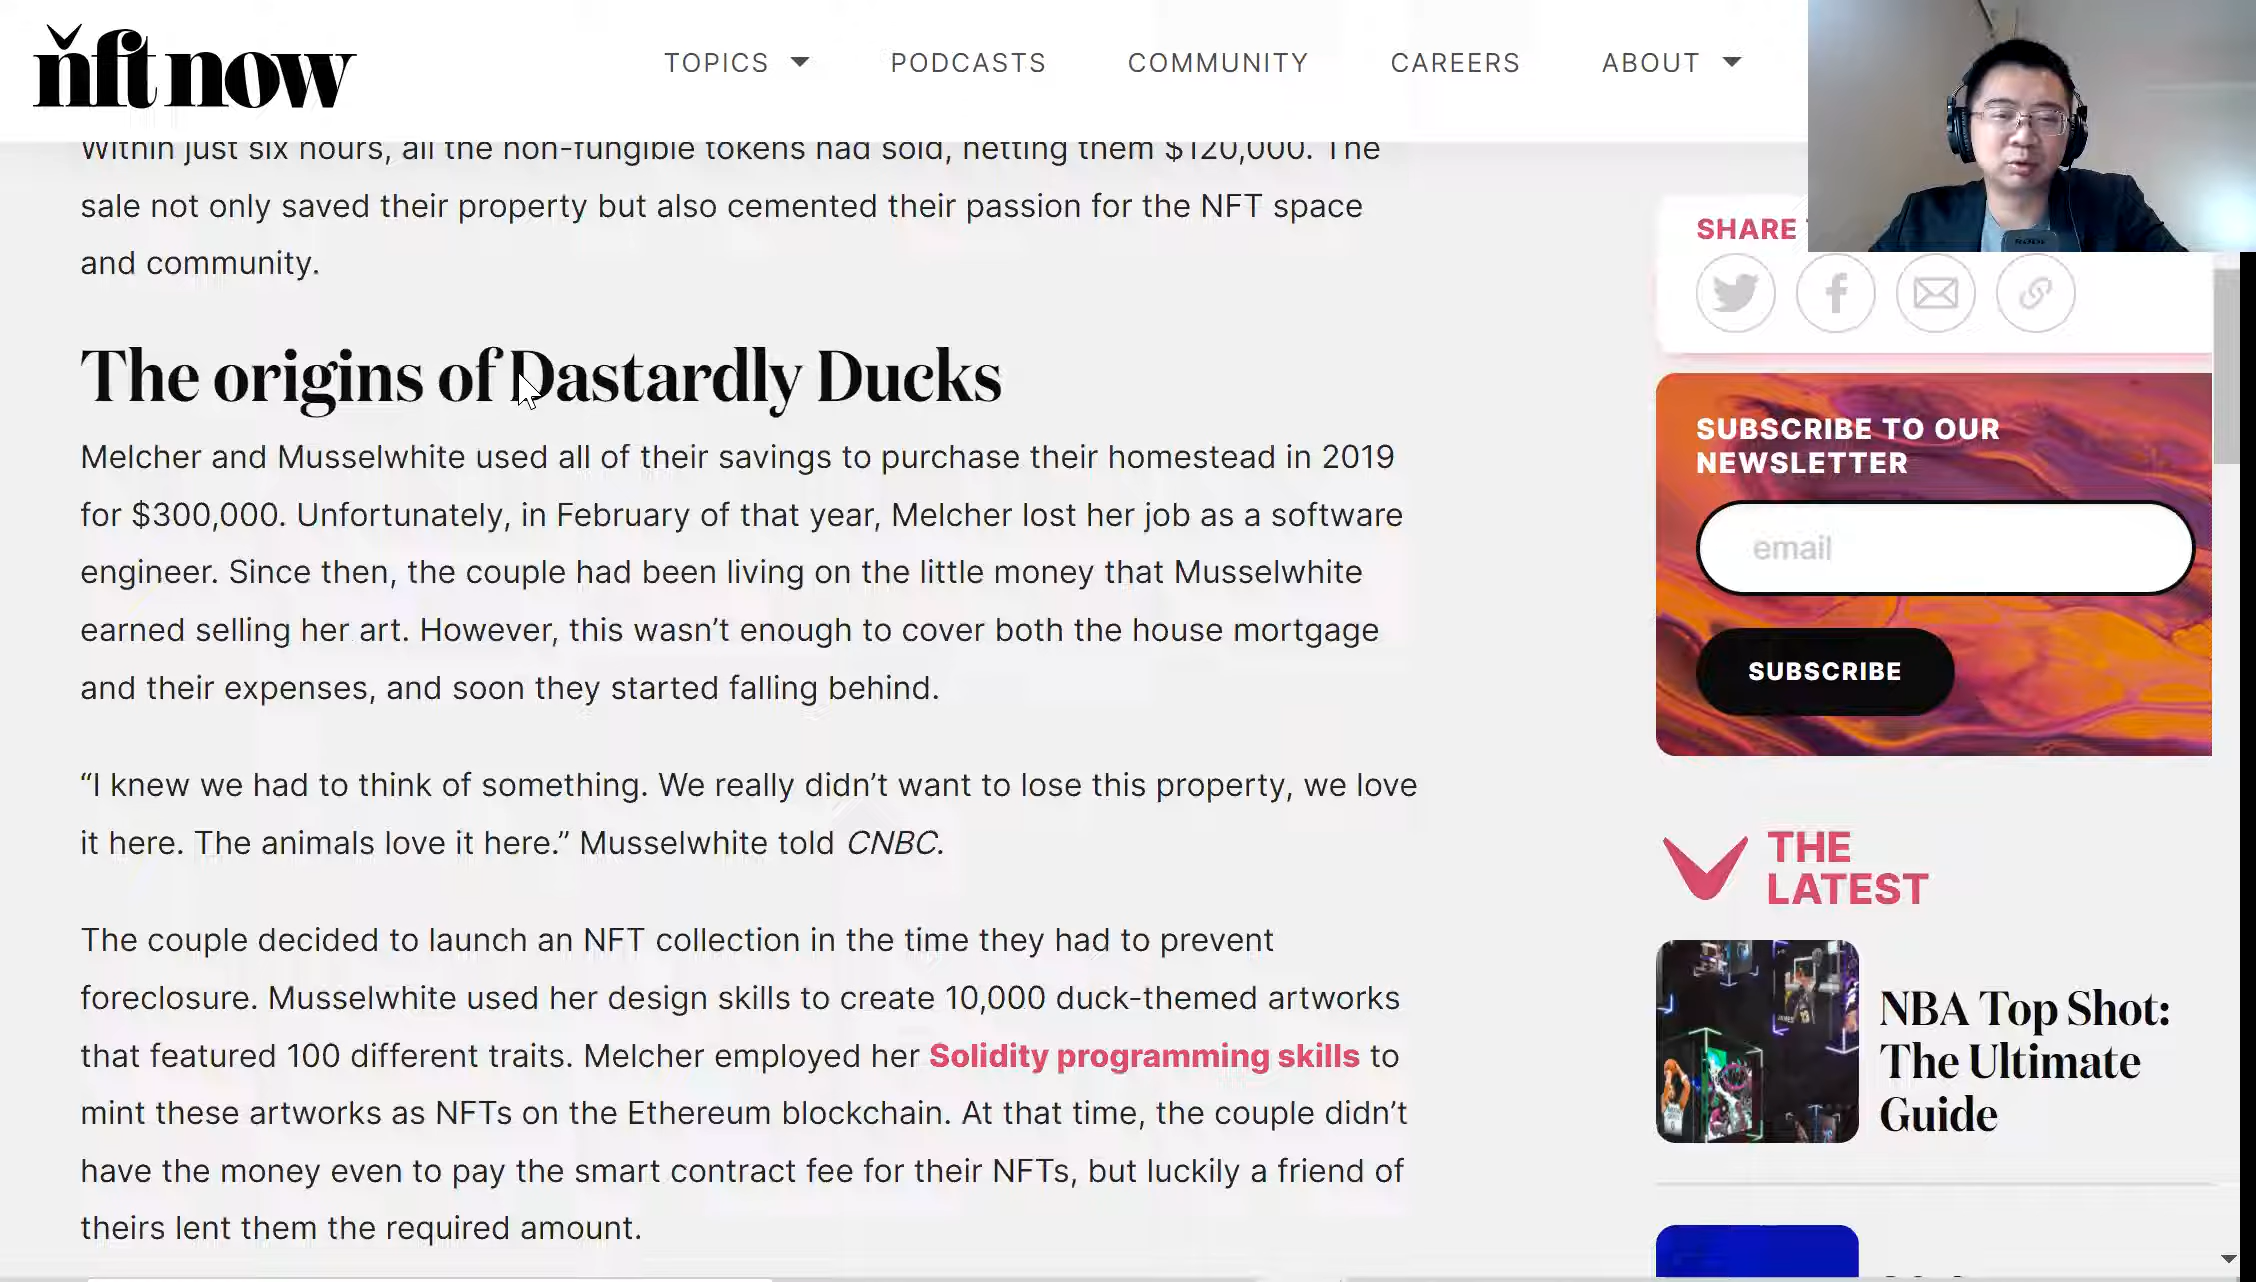 nft now
TOPICS
PODCASTS
COMMUNITY
CAREERS
ABOUT
Within just six hours, all the non-fungible tokens had sold, netting them $120,000. The
sale not only saved their property but also cemented their passion for the NFT space
and community.
The origins of Dastardly Ducks
Melcher and Musselwhite used all of their savings to purchase their homestead in 2019
for $300,000. Unfortunately, in February of that year, Melcher lost her job as a software
engineer. Since then, the couple had been living on the little money that Musselwhite
earned selling her art. However, this wasn’t enough to cover both the house mortgage
and their expenses, and soon they started falling behind.
“I knew we had to think of something. We really didn’t want to lose this property, we love
it here. The animals love it here.” Musselwhite told CNBC.
The couple decided to launch an NFT collection in the time they had to prevent
foreclosure. Musselwhite used her design skills to create 10,000 duck-themed artworks
that featured 100 different traits. Melcher employed her Solidity programming skills to
mint these artworks as NFTs on the Ethereum blockchain. At that time, the couple didn’t
have the money even to pay the smart contract fee for their NFTs, but luckily a friend of
theirs lent them the required amount.
RODE
SHARE
SUBSCRIBE TO OUR
NEWSLETTER
email
SUBSCRIBE
THE
LATEST
NBA Top Shot:
The Ultimate
Guide